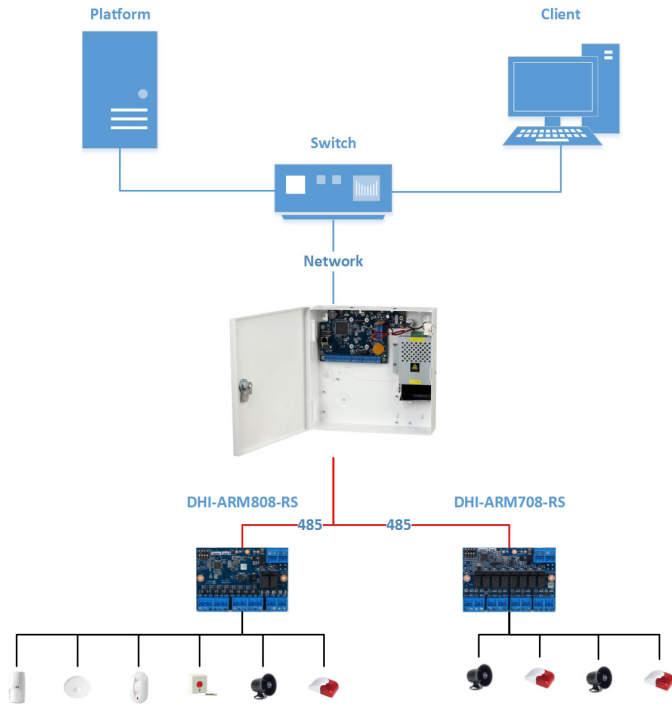 Platform
Client
Switch
Network
DHI-ARM808-RS
DHI-ARM708-RS
485
485